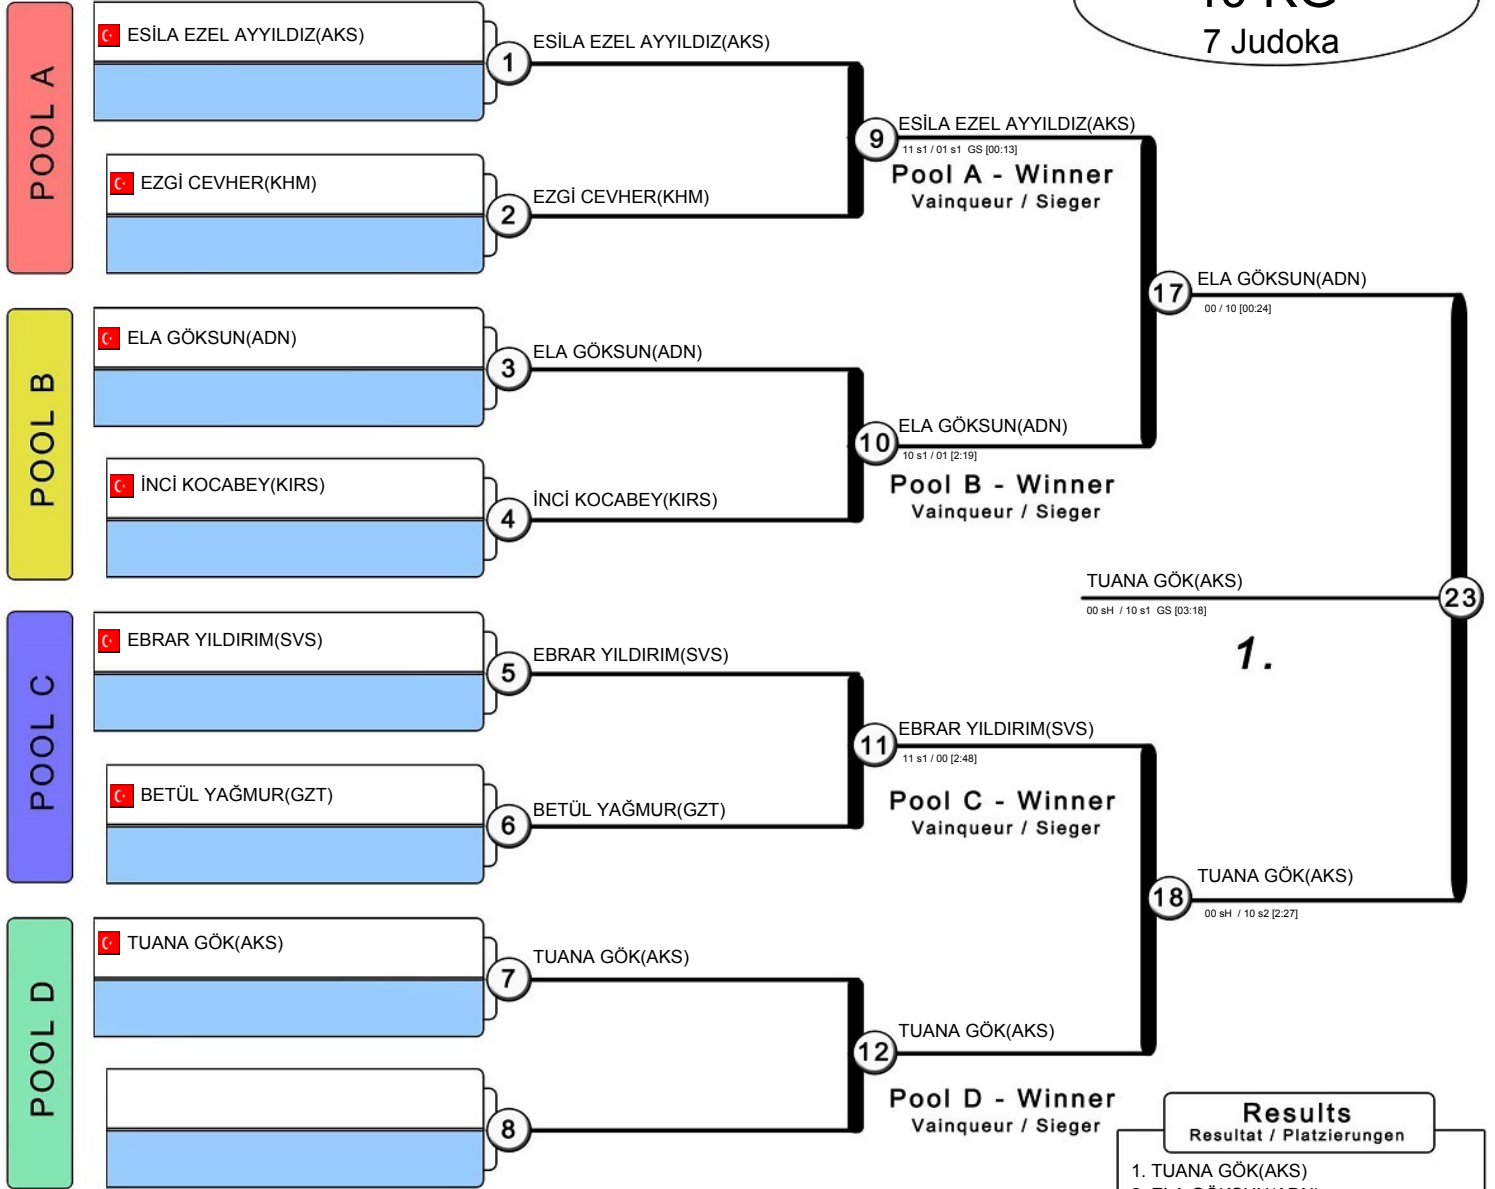 7 Judoka
POOL A
ESİLA EZEL AYYILDIZ(AKS)
1
ESİLA EZEL AYYILDIZ(AKS)
EZGİ CEVHER(KHM)
2
EZGİ CEVHER(KHM)
9
ESİLA EZEL AYYILDIZ(AKS)
11 s1 / 01 s1 GS [00:13]
Pool A - Winner
Vainqueur / Sieger
POOL B
ELA GÖKSUN(ADN)
3
ELA GÖKSUN(ADN)
İNCİ KOCABEY(KIRS)
4
İNCİ KOCABEY(KIRS)
10
ELA GÖKSUN(ADN)
10 s1 / 01 [2:19]
Pool B - Winner
Vainqueur / Sieger
17
ELA GÖKSUN(ADN)
00 / 10 [00:24]
TUANA GÖK(AKS)
00 sH / 10 s1 GS [03:18]
23
1.
POOL C
EBRAR YILDIRIM(SVS)
5
EBRAR YILDIRIM(SVS)
BETÜL YAĞMUR(GZT)
6
BETÜL YAĞMUR(GZT)
11
EBRAR YILDIRIM(SVS)
11 s1 / 00 [2:48]
Pool C - Winner
Vainqueur / Sieger
18
TUANA GÖK(AKS)
00 sH / 10 s2 [2:27]
POOL D
TUANA GÖK(AKS)
7
TUANA GÖK(AKS)
8
12
TUANA GÖK(AKS)
Pool D - Winner
Vainqueur / Sieger
Results
Resultat / Platzierungen
1. TUANA GÖK(AKS)